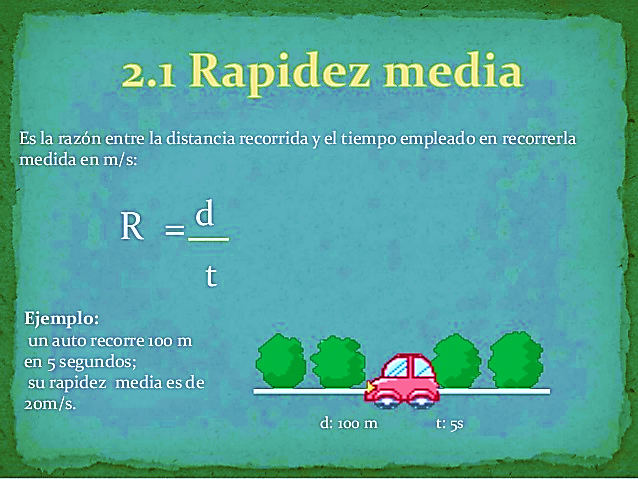 2.1 Rapidez media
Es la razón entre la distancia recorrida y el tiempo empleado en recorrerla
medida en m/s:
R = d
t
Ejemplo:
un auto recorre 100 m
en 5 segundos;
su rapidez media es de
20m/s.
d: 100 m t: 5s